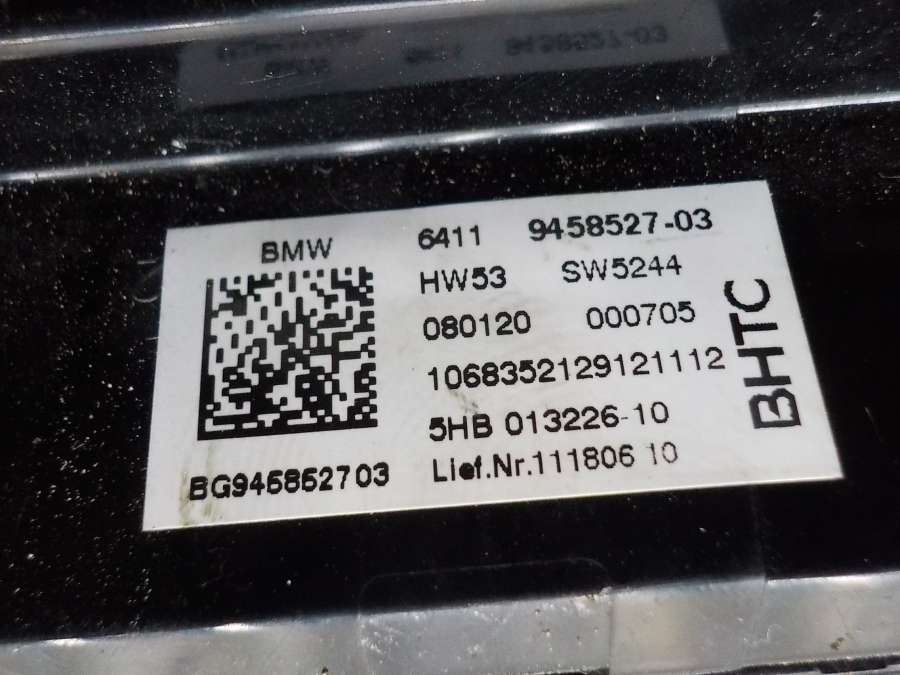 BMW
6411 9458527-03
HW53 SW5244
080120 000705
1068352129121112
5HB 013226-10
Lief.Nr.111806 10
BG945852703
BHTC